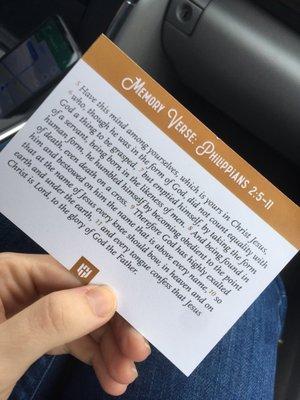 Memory Verse: Philippians 2:5-11
5 Have this mind among yourselves, which is yours in Christ Jesus,
6 who, though he was in the form of God, did not count equality with
God a thing to be grasped, 7 but emptied himself, by taking the form
of a servant, being born in the likeness of men. 8 And being found in
human form, he humbled himself by becoming obedient to the point
of death, even death on a cross. 9 Therefore God has highly exalted
him and bestowed on him the name that is above every name, 10 so
that at the name of Jesus every knee should bow, in heaven and on
earth and under the earth, 11 and every tongue confess that Jesus
Christ is Lord, to the glory of God the Father.